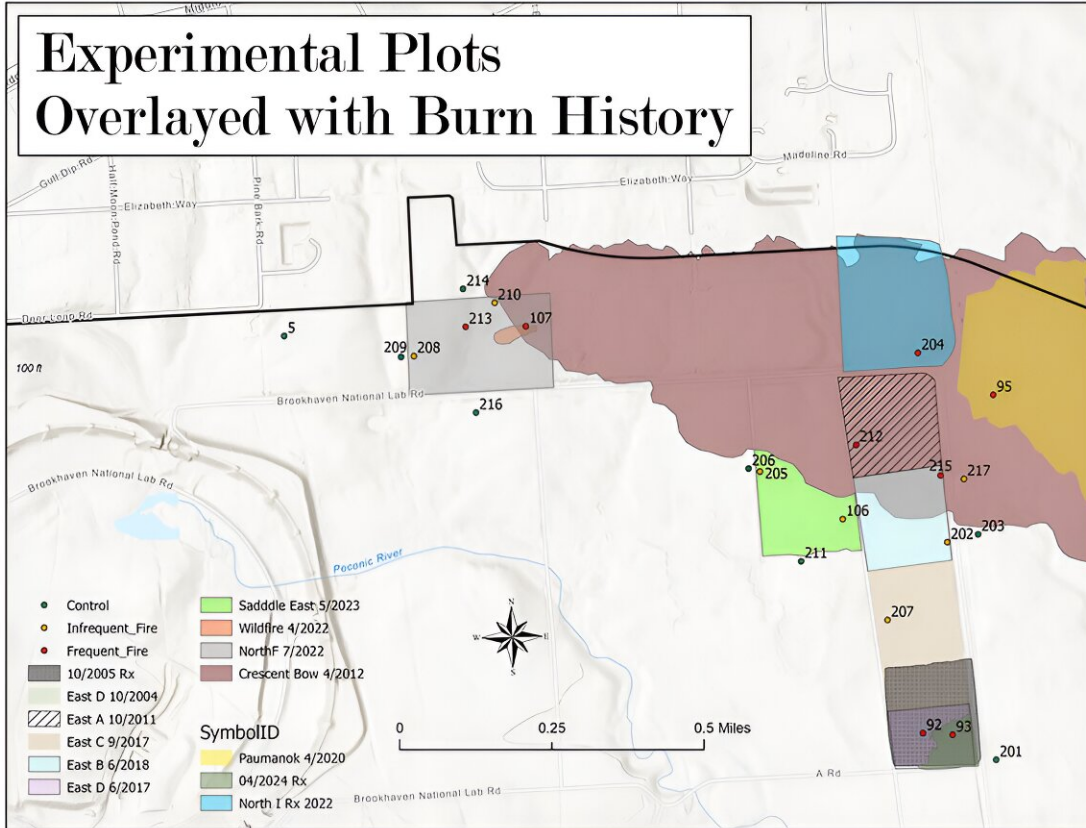 Experimental Plots
Overlayed with Burn History
Gull Dip Rd
Half Moon Pond Rd
Elizabeth Way
Pine Bark Rd
Elizabeth Way
Madeline Rd
Deer Leap Rd
100 ft
5
214
210
213
107
209
208
216
Brookhaven National Lab Rd
204
95
212
206
205
215
217
106
202
203
211
Brookhaven National Lab Rd
Poconic River
207
92
93
201
A Rd
Brookhaven National Lab Rd
N
W
E
S
0
0.25
0.5 Miles
Control
Infrequent_Fire
Frequent_Fire
10/2005 Rx
East D 10/2004
East A 10/2011
East C 9/2017
East B 6/2018
East D 6/2017
Sadddle East 5/2023
Wildfire 4/2022
NorthF 7/2022
Crescent Bow 4/2012
SymbolID
Paumanok 4/2020
04/2024 Rx
North I Rx 2022